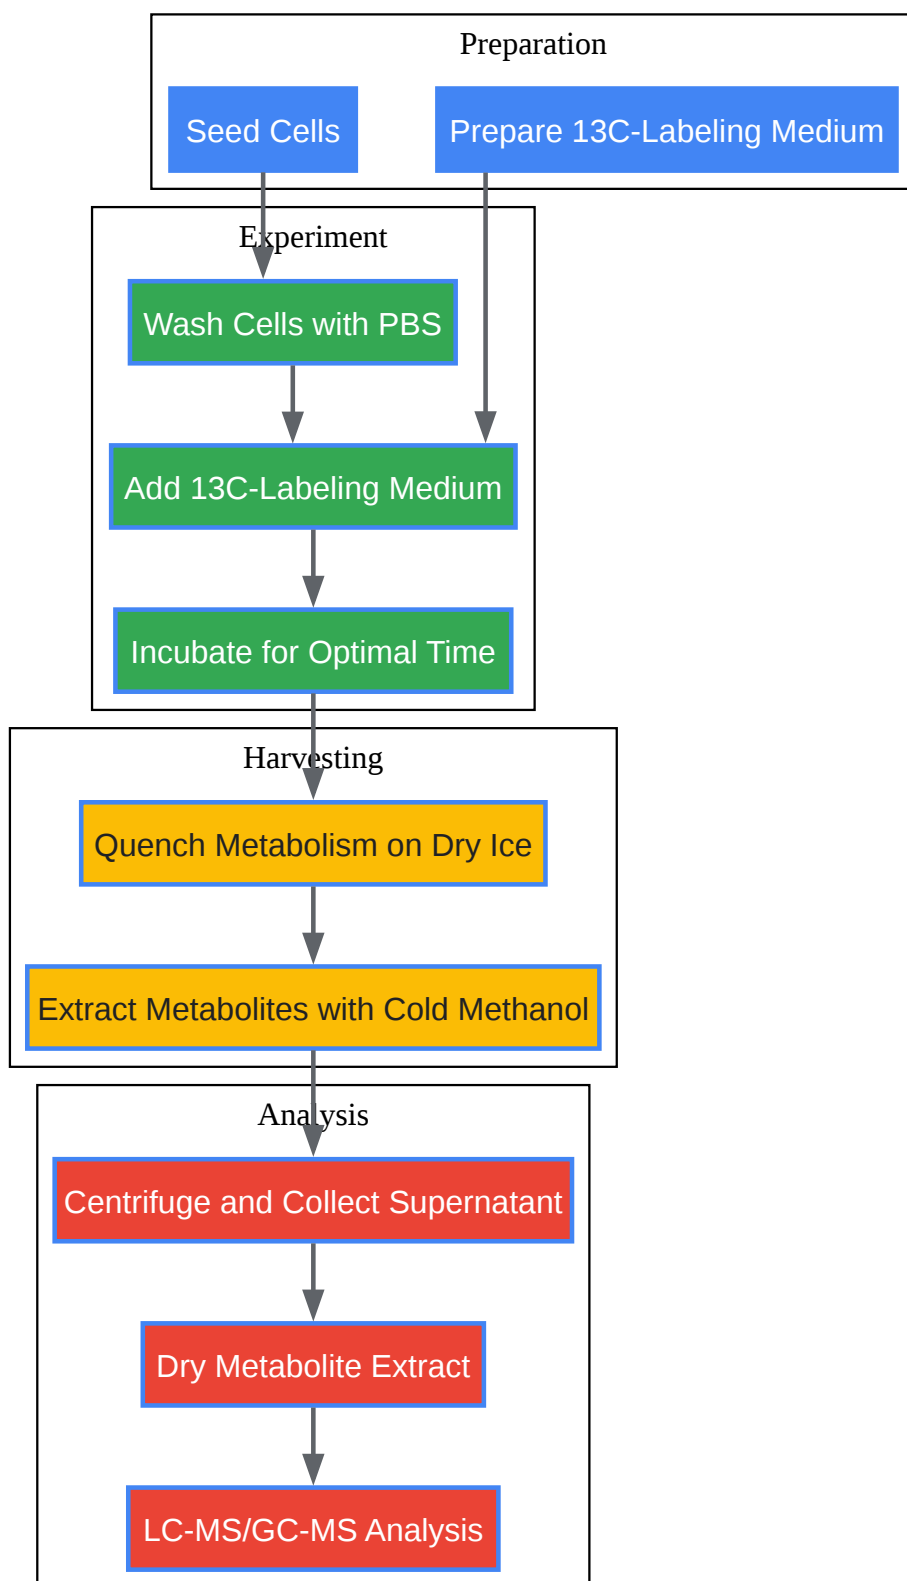 Preparation
Seed Cells
Prepare 13C-Labeling Medium
Experiment
Wash Cells with PBS
Add 13C-Labeling Medium
Incubate for Optimal Time
Harvesting
Quench Metabolism on Dry Ice
Extract Metabolites with Cold Methanol
Analysis
Centrifuge and Collect Supernatant
Dry Metabolite Extract
LC-MS/GC-MS Analysis